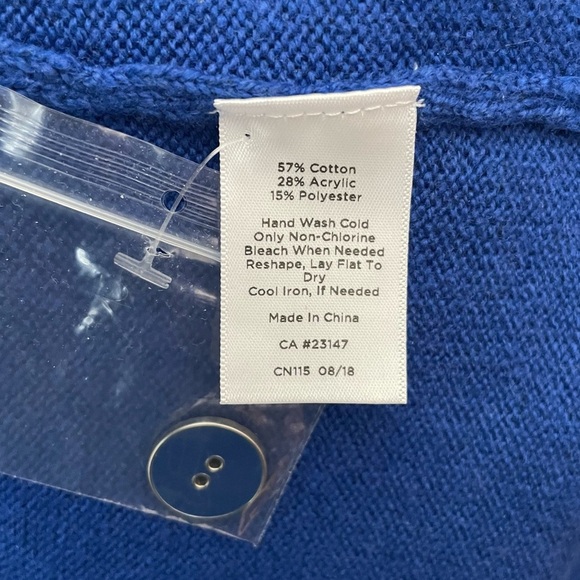 57% Cotton
28% Acrylic
15% Polyester
Hand Wash Cold
Only Non-Chlorine
Bleach When Needed
Reshape, Lay Flat To
Dry
Cool Iron, If Needed
Made In China
CA #23147
CN115 08/18